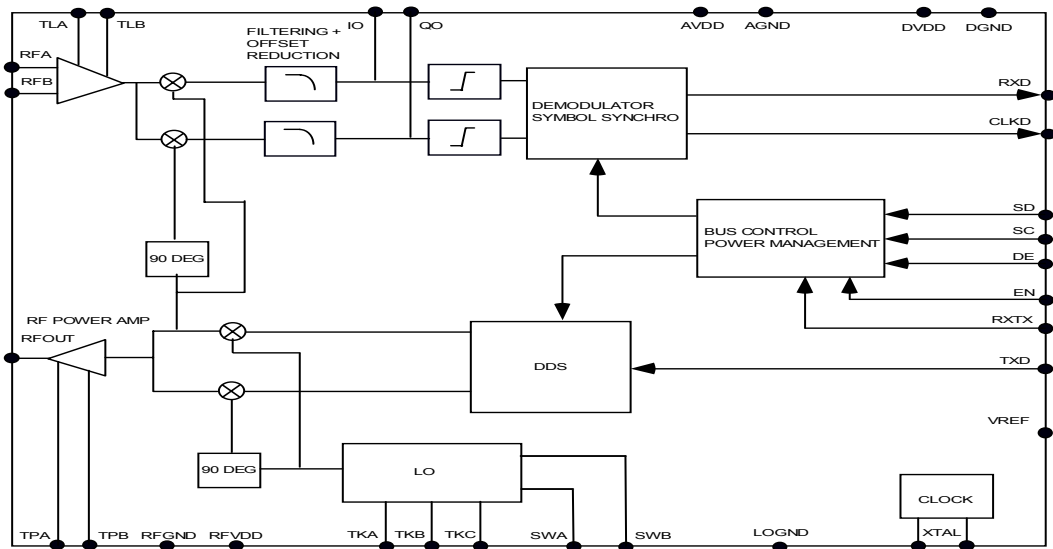 TLA TLB
FILTERING +
OFFSET
REDUCTION
IO QO
AVDD AGND DVDD DGND
RFA
RFB
RXD
CLKD
DEMODULATOR
SYMBOL SYNCHRO
SD
SC
DE
EN
RXTX
BUS CONTROL
POWER MANAGEMENT
90 DEG
RF POWER AMP
RFOUT
DDS
TXD
VREF
90 DEG
LO
CLOCK
TPA TPB RFGND RFVDD TKA TKB TKC SWA SWB LOGND XTAL